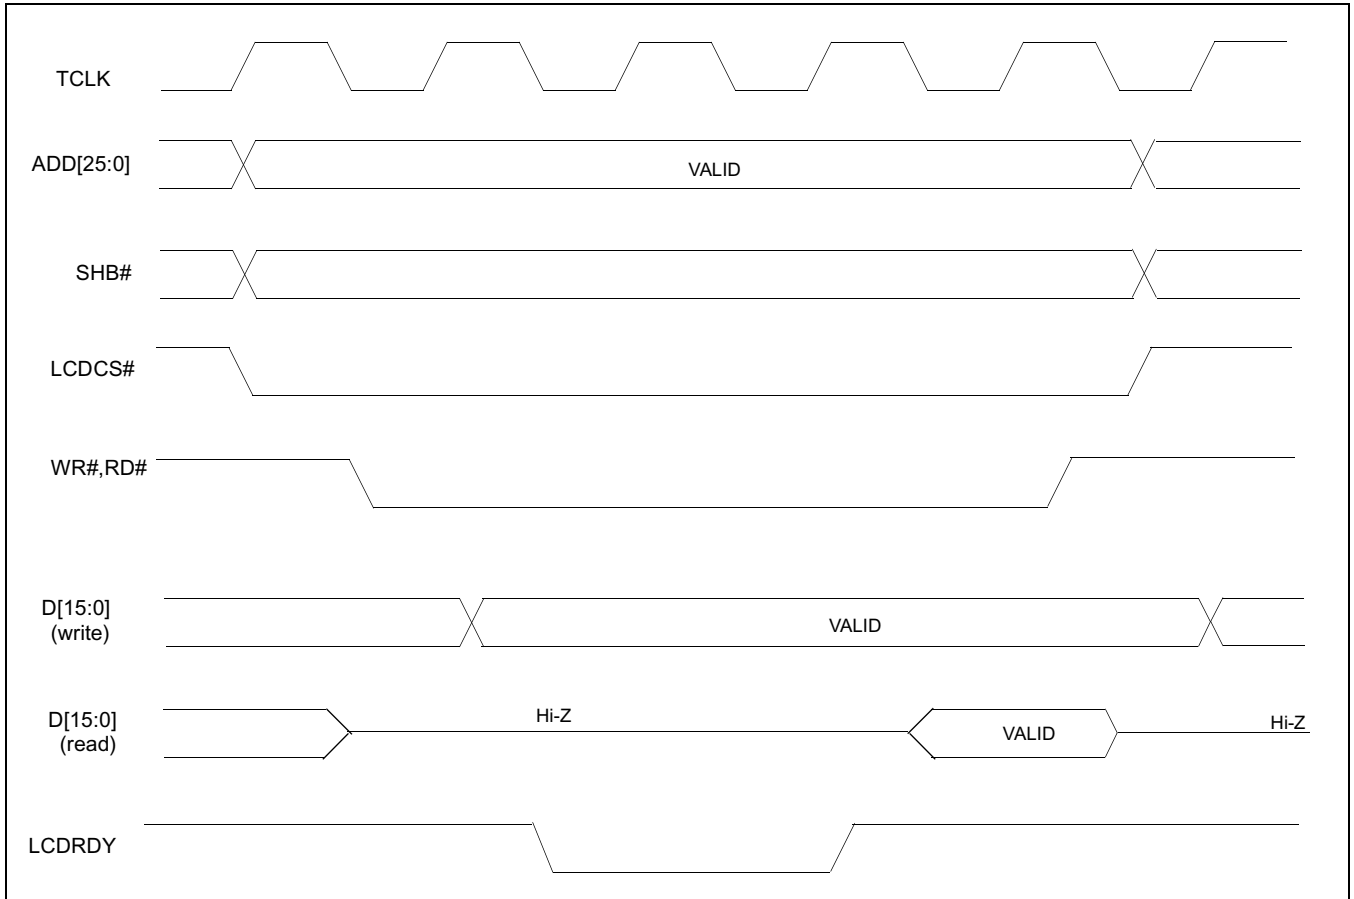 TCLK
ADD[25:0]
VALID
SHB#
LCDCS#
WR#,RD#
D[15:0]
(write)
VALID
D[15:0]
(read)
Hi-Z
VALID
Hi-Z
LCDRDY